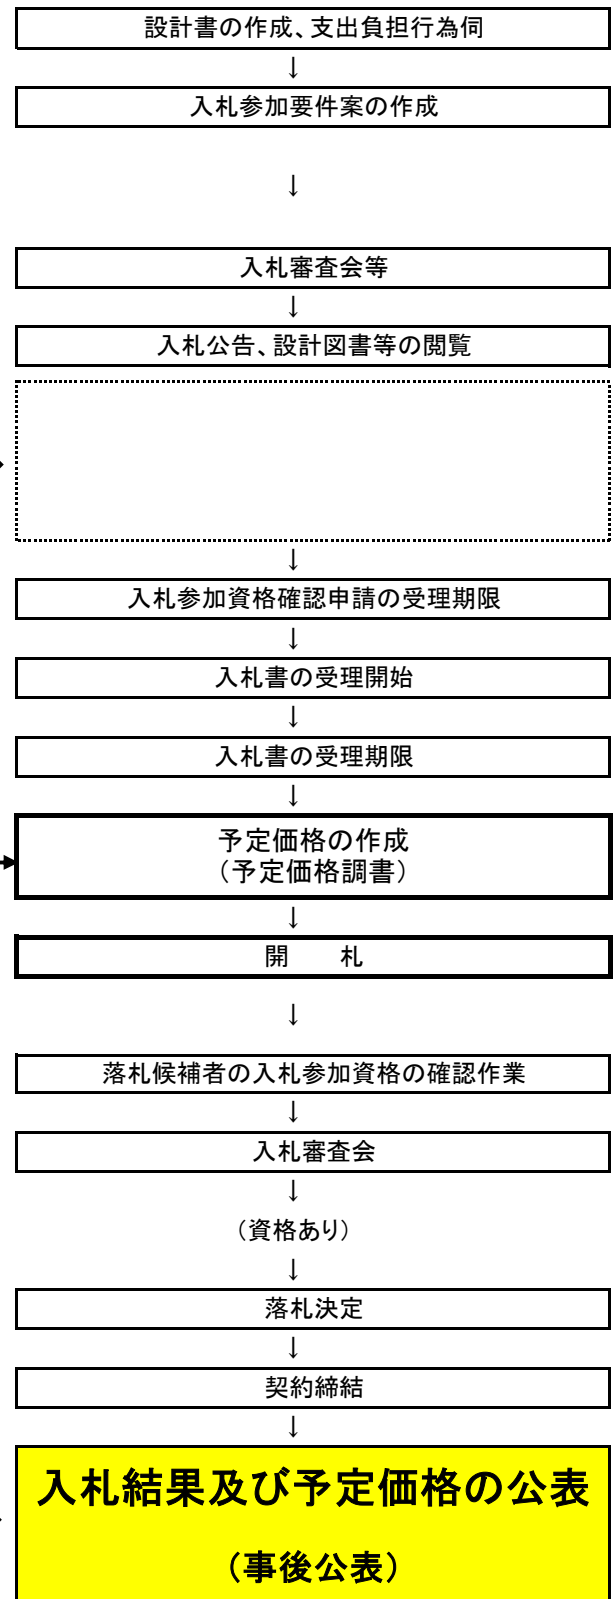 設計書の作成、支出負担行為伺
↓
入札参加要件案の作成
↓
入札審査会等
↓
入札公告、設計図書等の閲覧
↓
入札参加資格確認申請の受理期限
↓
入札書の受理開始
↓
入札書の受理期限
↓
予定価格の作成
（予定価格調書）
↓
開　　札
↓
落札候補者の入札参加資格の確認作業
↓
入札審査会
↓
（資格あり）
↓
落札決定
↓
契約締結
↓
入札結果及び予定価格の公表
（事後公表）